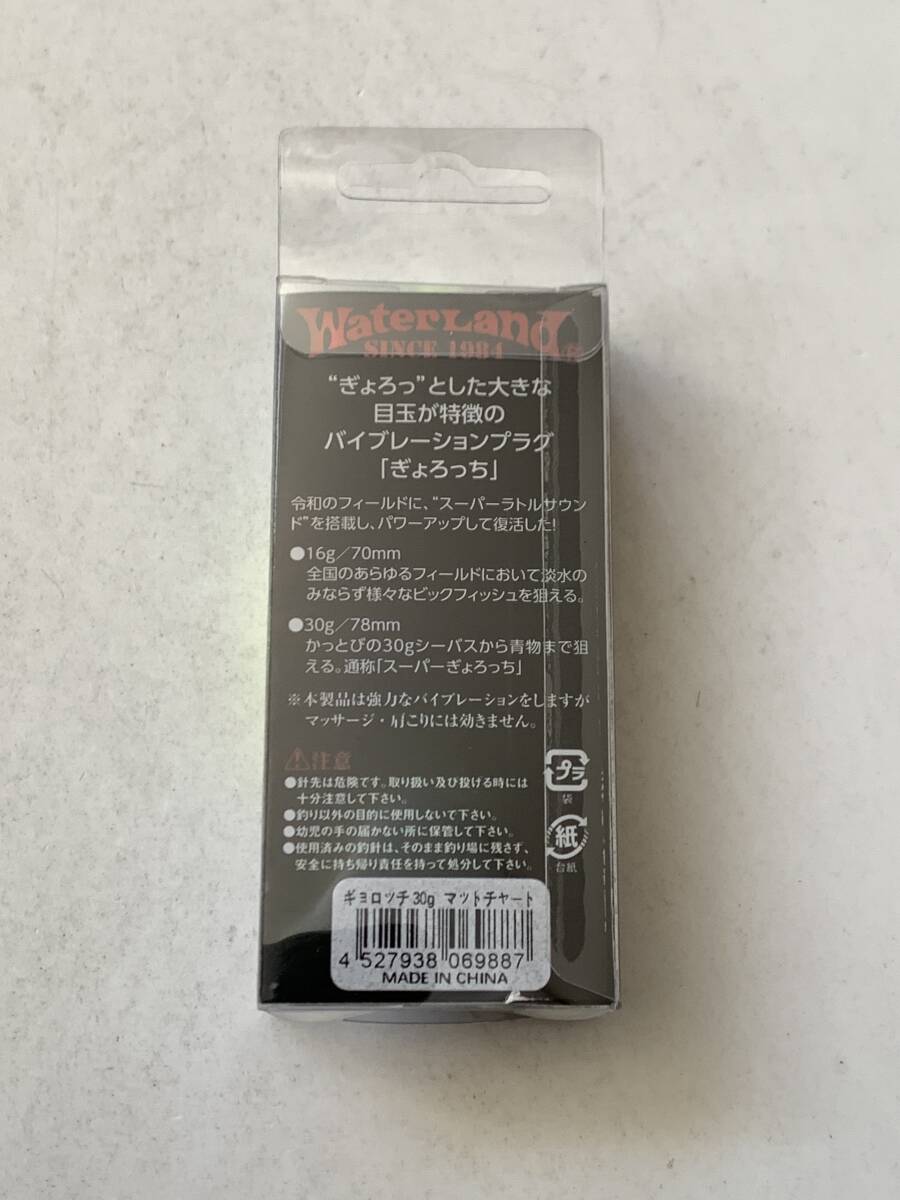 WaterLand®
SINCE 1984
“ぎょろっ”とした大きな
目玉が特徴の
バイブレーションプラグ
「ぎょろっち」
令和のフィールドに、“スーパーラトルサウン
ド”を搭載し、パワーアップして復活した!
●16g/70mm
全国のあらゆるフィールドにおいて淡水の
みならず様々なビックフィッシュを狙える。
●30g/78mm
かっとびの30gシーバスから青物まで狙
える。通称「スーパーぎょろっち」
※本製品は強力なバイブレーションをしますが
マッサージ・肩こりには効きません。
⚠注意
●針先は危険です。取り扱い及び投げる時には
十分注意して下さい。
●釣り以外の目的に使用しないで下さい。
●幼児の手の届かない所に保管して下さい。
●使用済みの釣針は、そのまま釣り場に残さず、
安全に持ち帰り責任を持って処分して下さい。
プラ
袋
紙
台紙
ギョロッチ 30g マットチャート
4 527938 069887
MADE IN CHINA